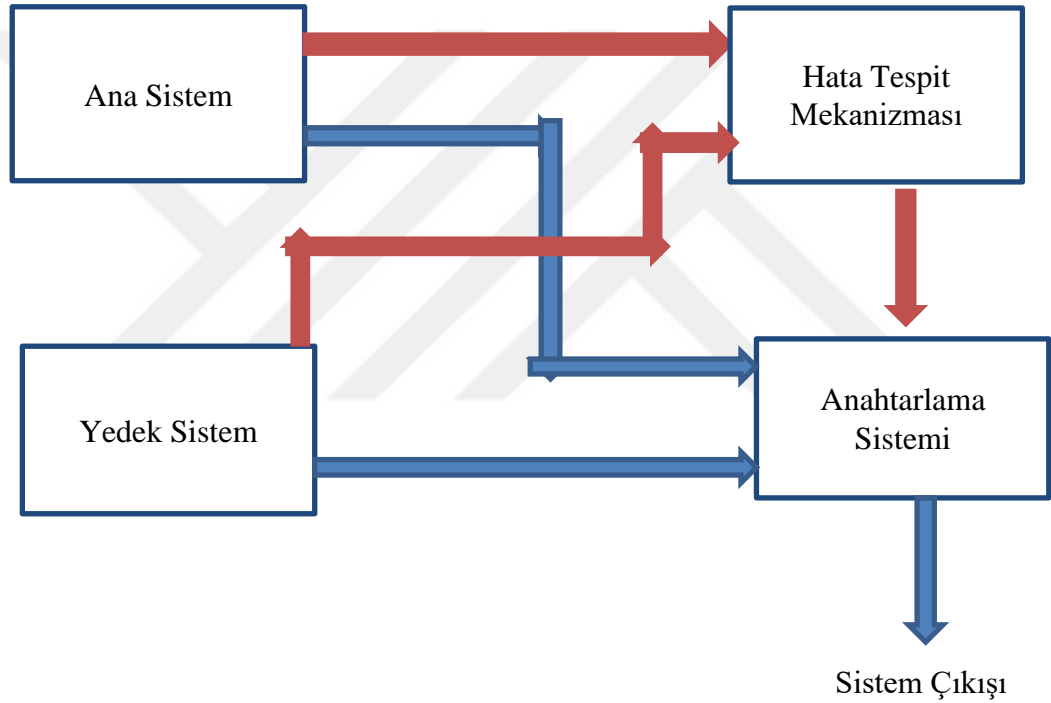 Ana Sistem
Hata Tespit
Mekanizması
Yedek Sistem
Anahtarlama
Sistemi
Sistem Çıkışı